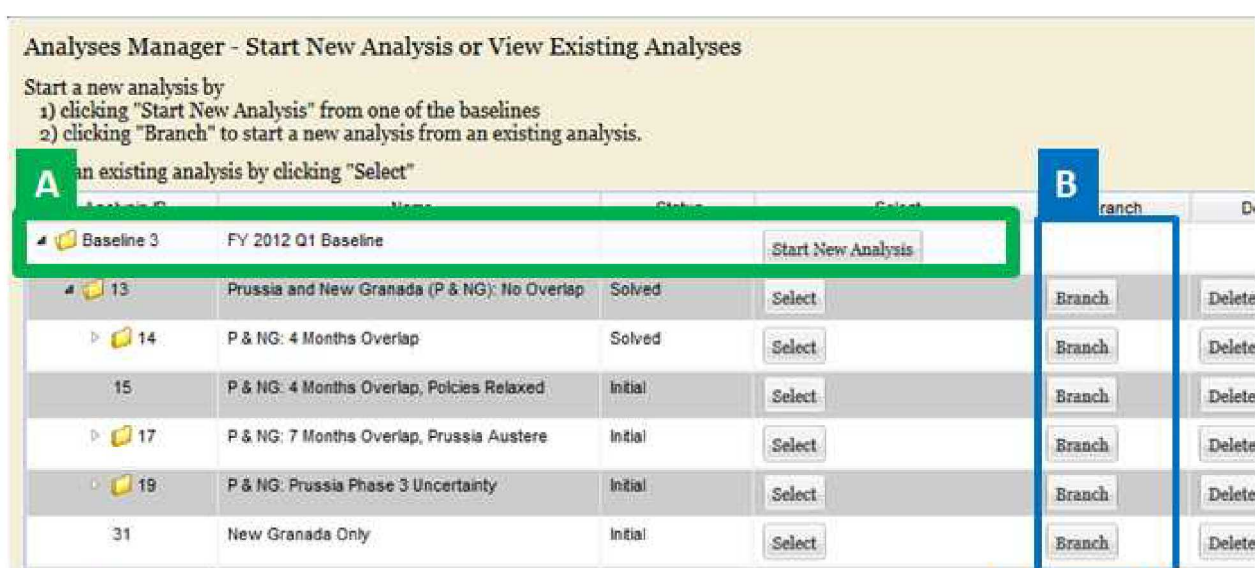 Analyses Manager - Start New Analysis or View Existing Analyses
Start a new analysis by
1) clicking "Start New Analysis" from one of the baselines
2) clicking "Branch" to start a new analysis from an existing analysis.
A an existing analysis by clicking "Select"
B
Name Status Select ranch De
Baseline 3 FY 2012 Q1 Baseline Start New Analysis
13 Prussia and New Granada (P & NG): No Overlap Solved Select Branch Delete
14 P & NG: 4 Months Overlap Solved Select Branch Delete
15 P & NG: 4 Months Overlap, Polcies Relaxed Initial Select Branch Delete
17 P & NG: 7 Months Overlap, Prussia Austere Initial Select Branch Delete
19 P & NG: Prussia Phase 3 Uncertainty Initial Select Branch Delete
31 New Granada Only Initial Select Branch Delete